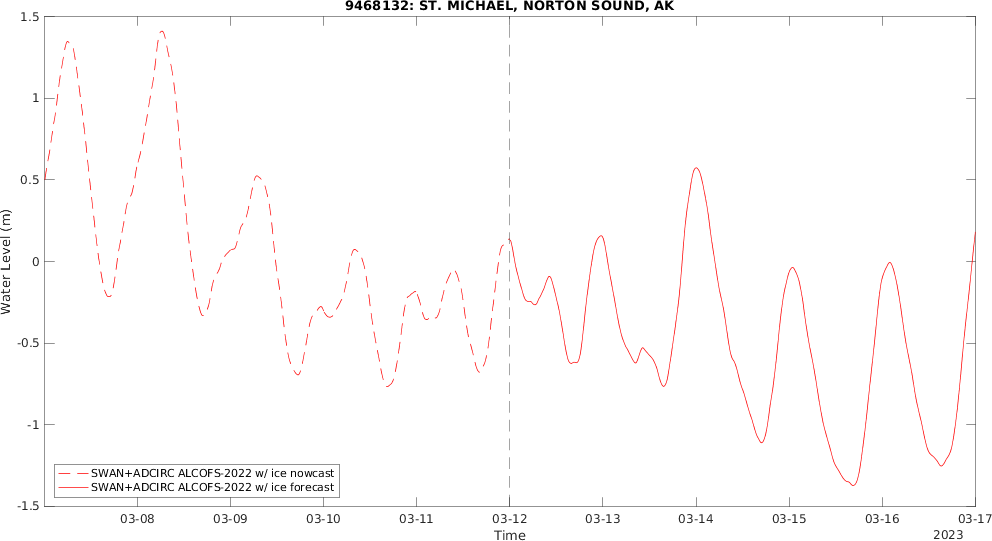 9468132: ST. MICHAEL, NORTON SOUND, AK
1.5
1
0.5
0
-0.5
-1
-1.5
Water Level (m)
SWAN+ADCIRC ALCOFS-2022 w/ ice nowcast
SWAN+ADCIRC ALCOFS-2022 w/ ice forecast
03-08 03-09 03-10 03-11 03-12 03-13 03-14 03-15 03-16 03-17
Time
2023